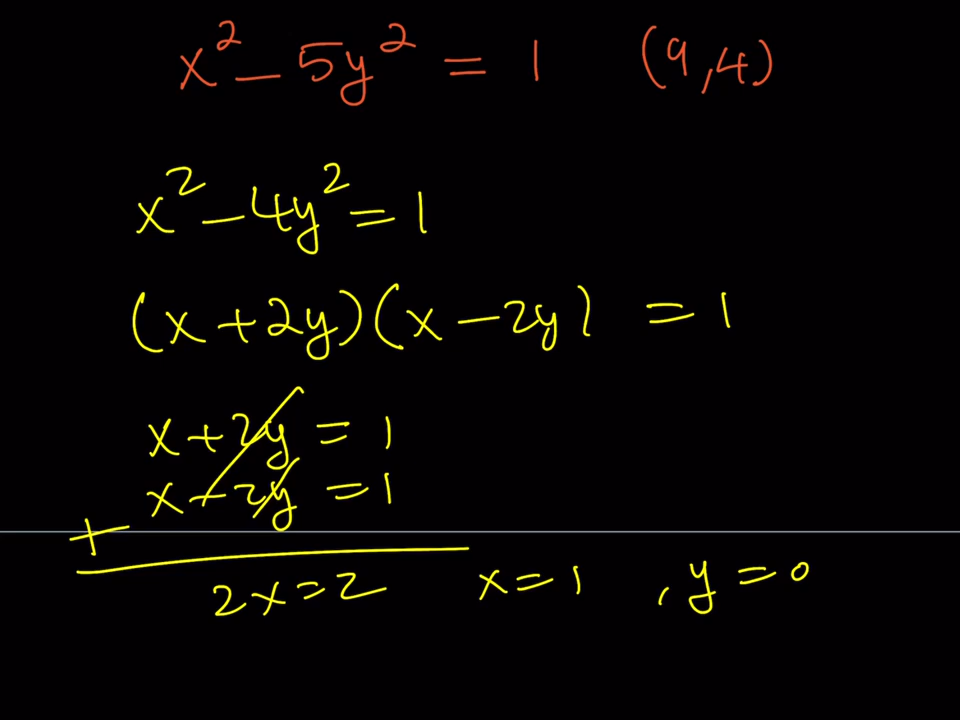 x² - 5y² = 1 (9,4)
x² - 4y² = 1
(x + 2y)(x - 2y) = 1
x + 2y = 1
x - 2y = 1
+
2x = 2 x = 1 , y = 0